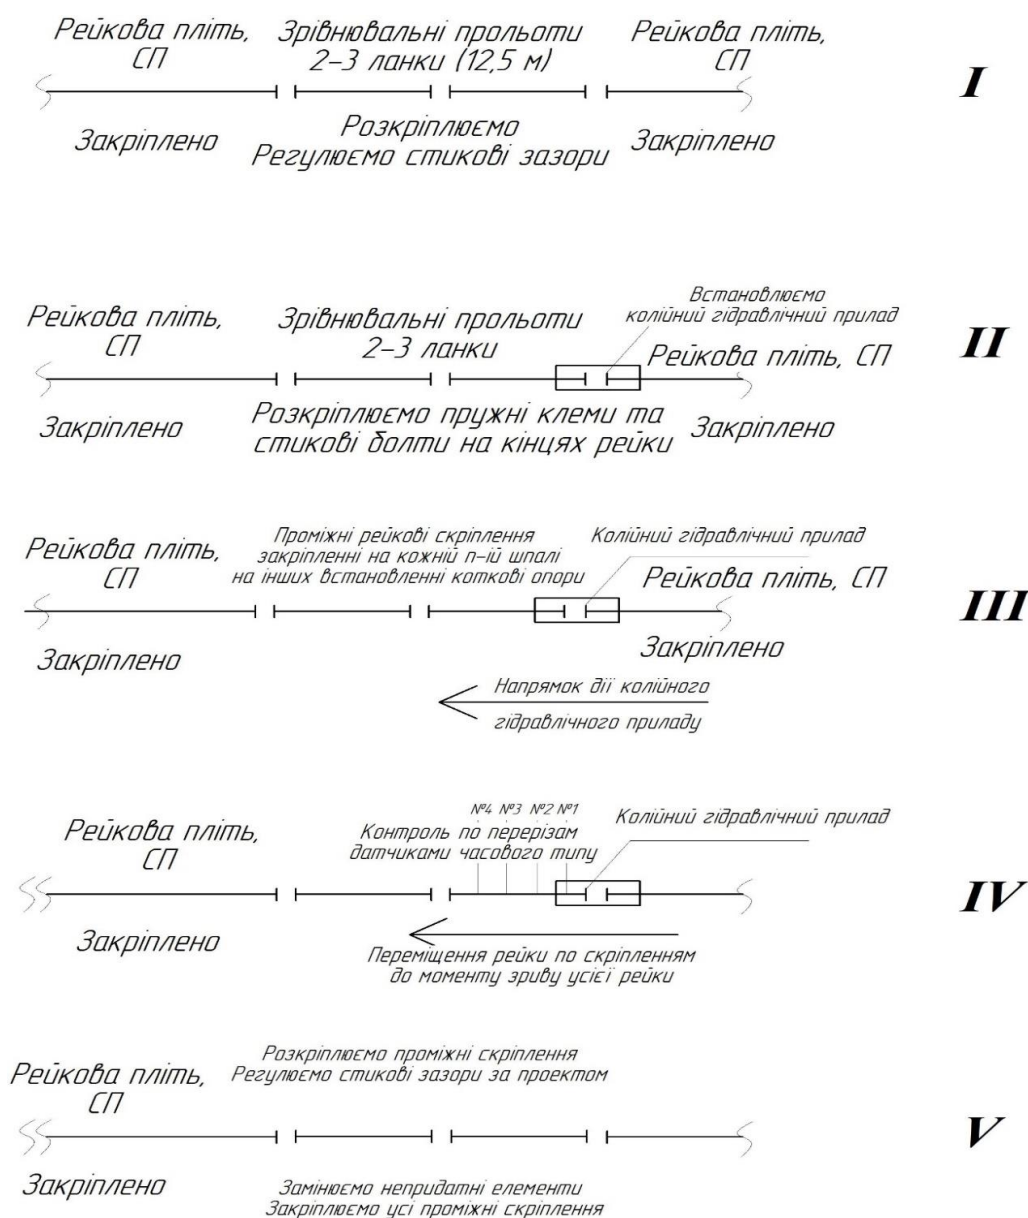 Рейкова пліть,
СП
Зрівнювальні прольоти
2-3 ланки (12,5 м)
Рейкова пліть,
СП
I
Закріплено
Розкріплюємо
Регулюємо стикові зазори
Закріплено
Рейкова пліть,
СП
Зрівнювальні прольоти
2-3 ланки
Встановлюємо
колійний гідравлічний прилад
Рейкова пліть, СП
II
Закріплено
Розкріплюємо пружні клеми та
стикові болти на кінцях рейки
Закріплено
Рейкова пліть,
СП
Проміжні рейкові скріплення
закріпленні на кожній n-ій шпалі
на інших встановленні коткові опори
Колійний гідравлічний прилад
Рейкова пліть, СП
III
Закріплено
Закріплено
Напрямок дії колійного
гідравлічного приладу
Рейкова пліть,
СП
№4 №3 №2 №1
Контроль по перерізам
датчиками часового типу
Колійний гідравлічний прилад
IV
Закріплено
Переміщення рейки по скріпленням
до моменту зриву усієї рейки
Рейкова пліть,
СП
Розкріплюємо проміжні скріплення
Регулюємо стикові зазори за проектом
V
Закріплено
Замінюємо непридатні елементи
Закріплюємо усі проміжні скріплення